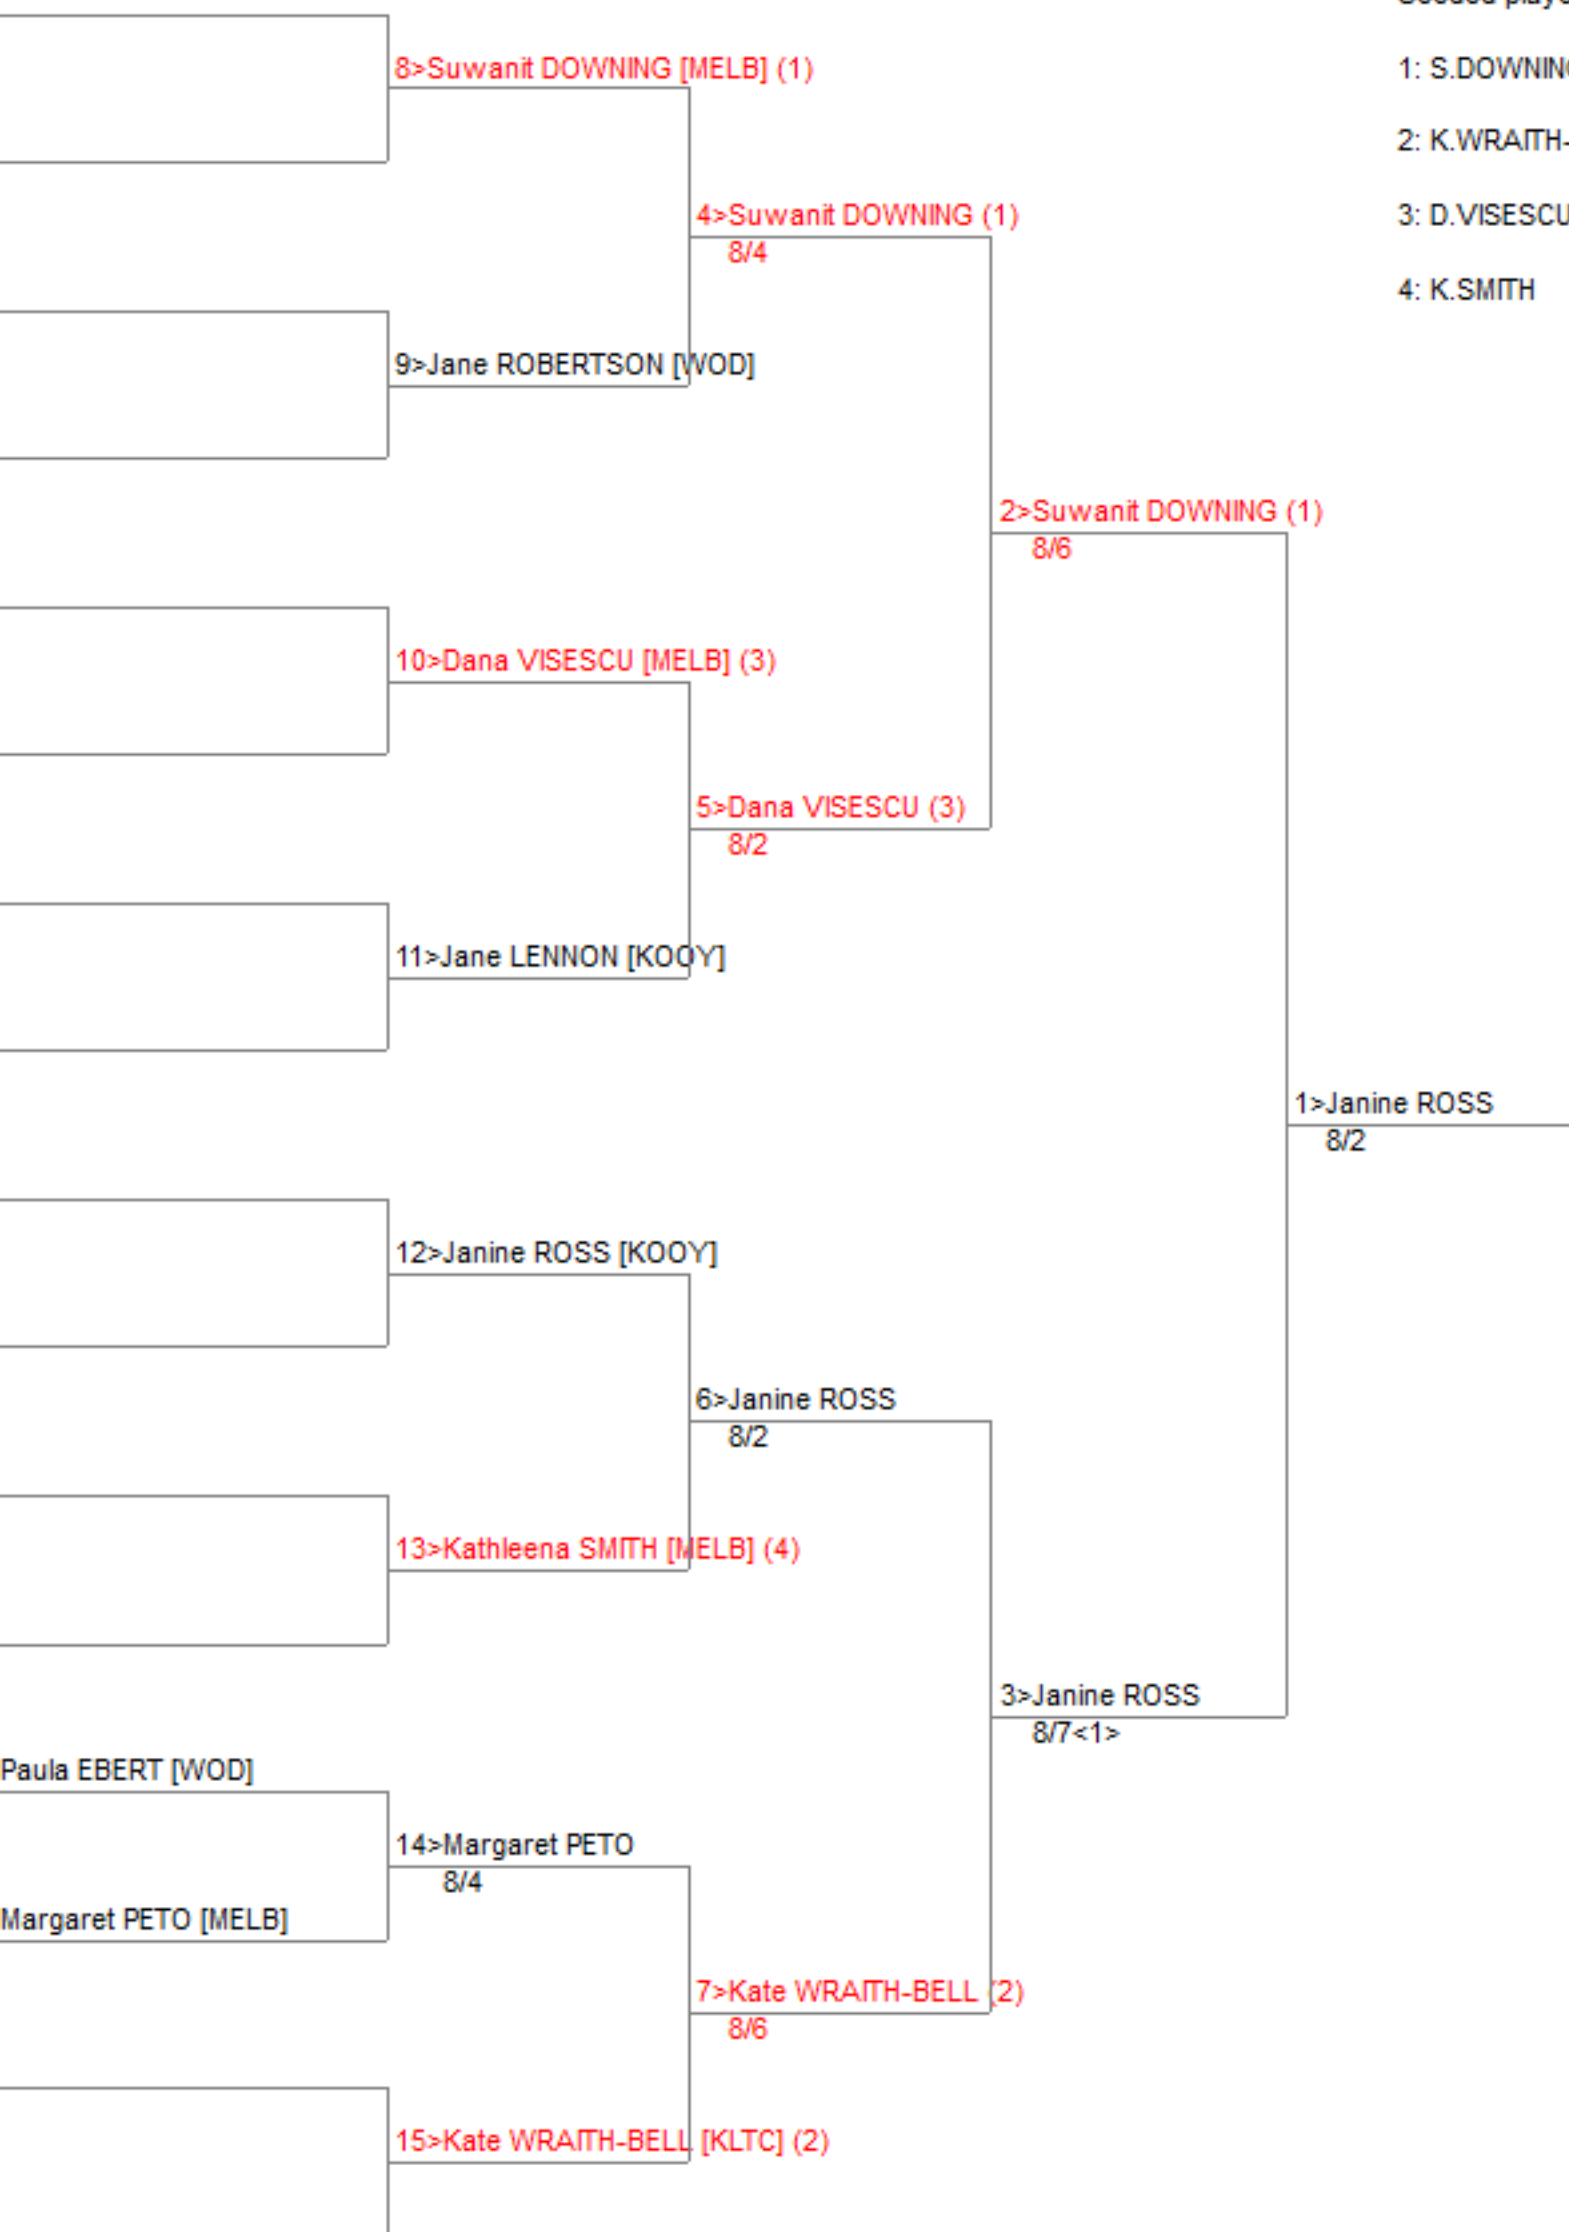 8>Suwanit DOWNING [MELB] (1)
1: S.DOWNING
2: K.WRAITH-
4>Suwanit DOWNING (1)
3: D.VISESCU
8/4
4: K.SMITH
9>Jane ROBERTSON [WOD]
2>Suwanit DOWNING (1)
8/6
10>Dana VISESCU [MELB] (3)
5>Dana VISESCU (3)
8/2
11>Jane LENNON [KOOY]
1>Janine ROSS
8/2
12>Janine ROSS [KOOY]
6>Janine ROSS
8/2
13>Kathleena SMITH [MELB] (4)
3>Janine ROSS
8/7<1>
Paula EBERT [WOD]
14>Margaret PETO
8/4
Margaret PETO [MELB]
7>Kate WRAITH-BELL (2)
8/6
15>Kate WRAITH-BELL [KLTC] (2)